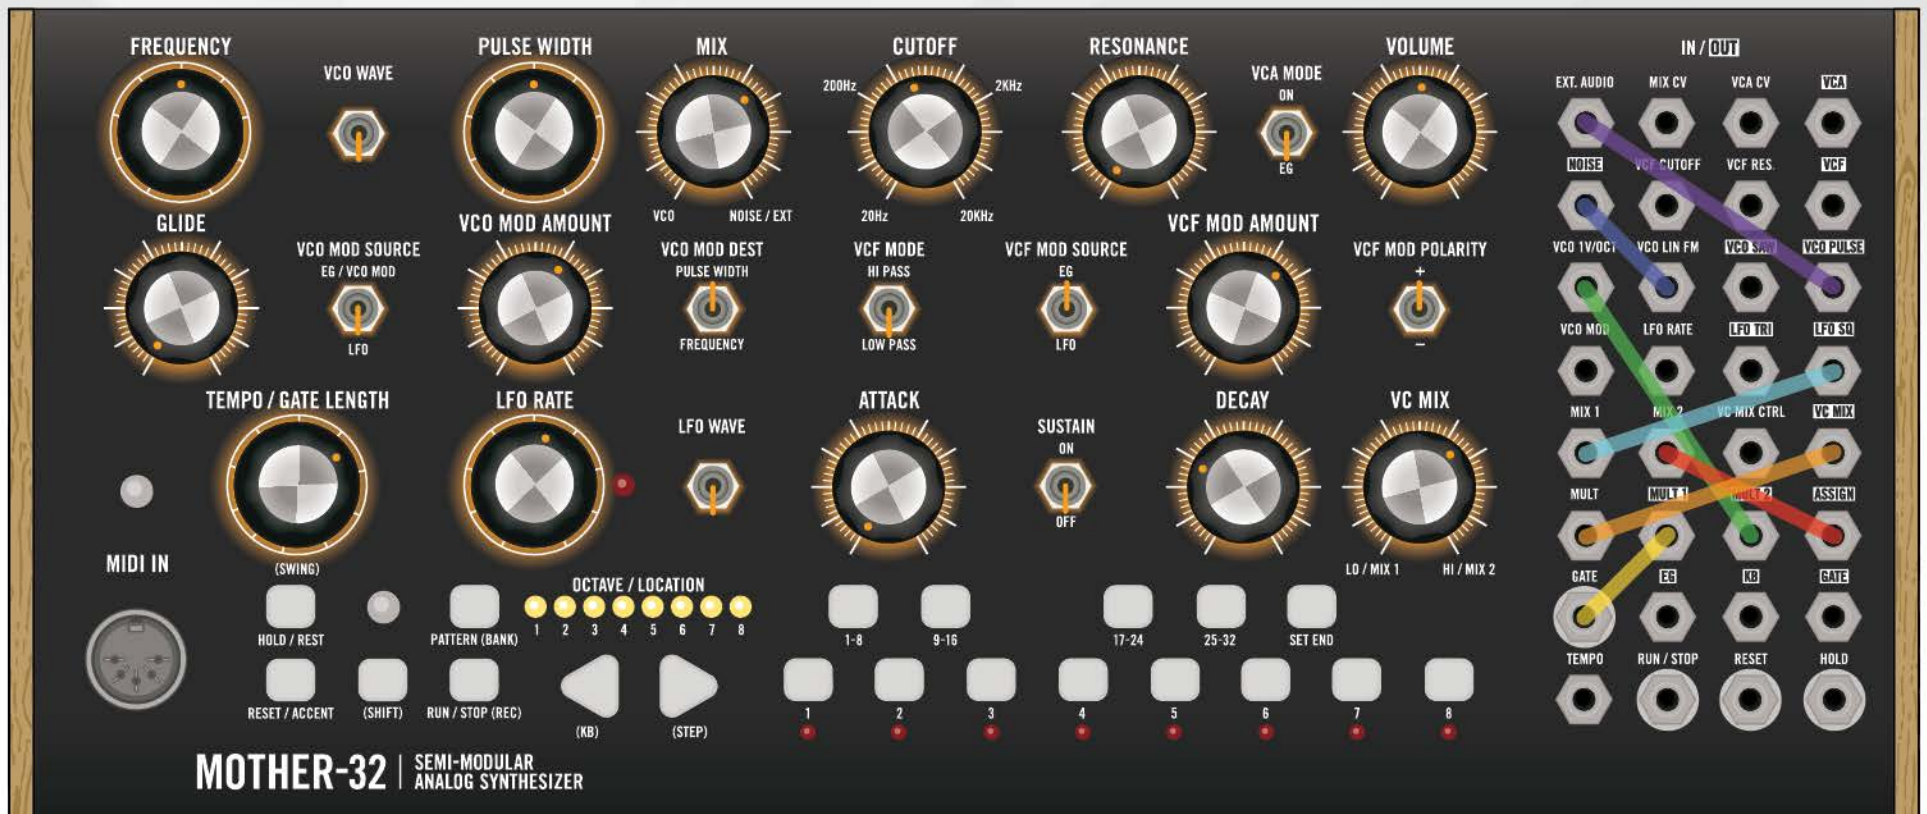 FREQUENCY
VCO WAVE
PULSE WIDTH
MIX
CUTOFF
RESONANCE
VCA MODE
ON
EG
VOLUME
IN / OUT
200Hz
2KHz
20Hz
20KHz
VCO
NOISE / EXT
GLIDE
VCO MOD SOURCE
EG / VCO MOD
LFO
VCO MOD AMOUNT
VCO MOD DEST
PULSE WIDTH
FREQUENCY
VCF MODE
HI PASS
LOW PASS
VCF MOD SOURCE
EG
LFO
VCF MOD AMOUNT
VCF MOD POLARITY
+
–
TEMPO / GATE LENGTH
(SWING)
LFO RATE
LFO WAVE
ATTACK
SUSTAIN
ON
OFF
DECAY
VC MIX
LO / MIX 1
HI / MIX 2
MIDI IN
HOLD / REST
PATTERN (BANK)
OCTAVE / LOCATION
1 2 3 4 5 6 7 8
1-8
9-16
17-24
25-32
SET END
RESET / ACCENT
(SHIFT)
RUN / STOP (REC)
(KB)
(STEP)
1 2 3 4 5 6 7 8
MOTHER-32
SEMI-MODULAR
ANALOG SYNTHESIZER
EXT. AUDIO MIX CV VCA CV VCA
NOISE VCF CUTOFF VCF RES. VCF
VCO 1V/OCT VCO LIN FM VCO SAW VCO PULSE
VCO MOD LFO RATE LFO TRI LFO SQ
MIX 1 MIX 2 VC MIX CTRL VC MIX
MULT MULT 1 MULT 2 ASSIGN
GATE EG KB GATE
TEMPO RUN / STOP RESET HOLD